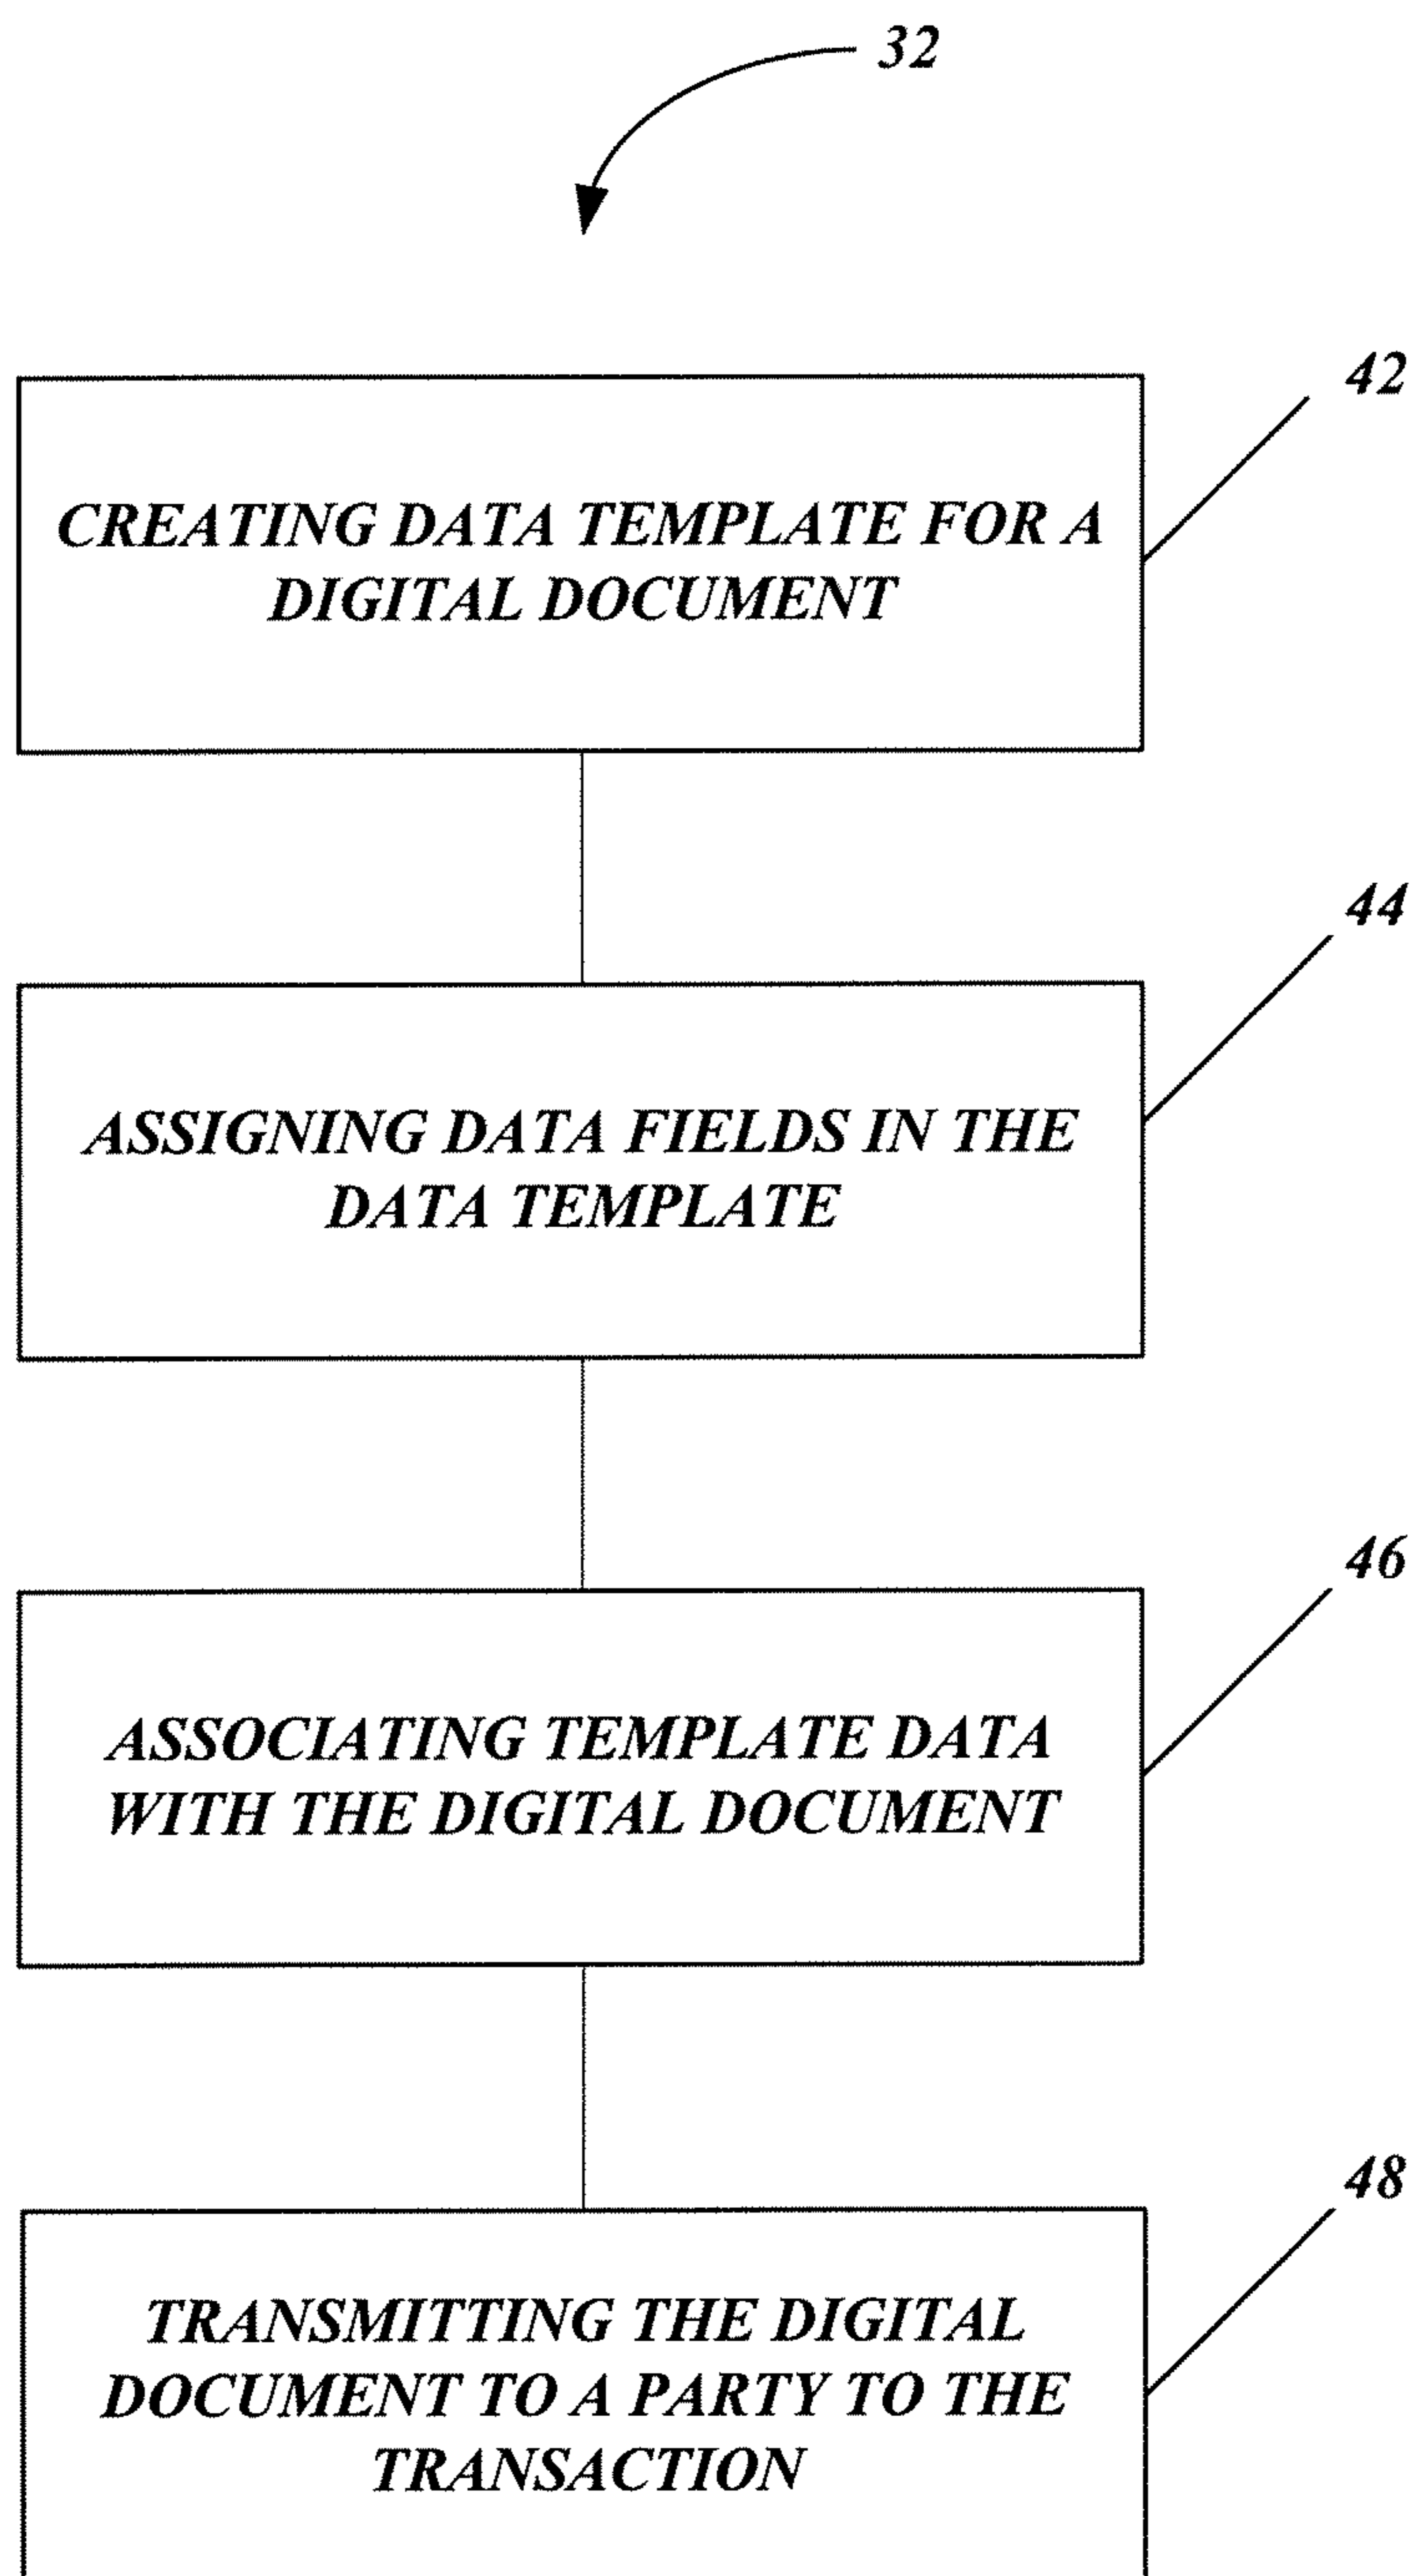 32
42
CREATING DATA TEMPLATE FOR A
DIGITAL DOCUMENT
44
ASSIGNING DATA FIELDS IN THE
DATA TEMPLATE
46
ASSOCIATING TEMPLATE DATA
WITH THE DIGITAL DOCUMENT
48
TRANSMITTING THE DIGITAL
DOCUMENT TO A PARTY TO THE
TRANSACTION